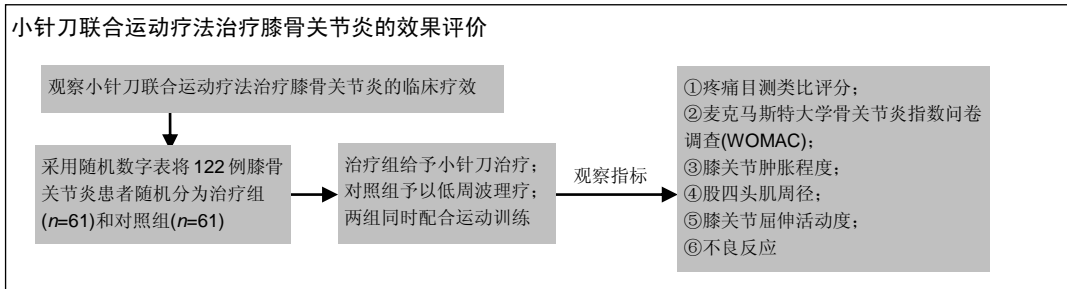 小针刀联合运动疗法治疗膝骨关节炎的效果评价
观察小针刀联合运动疗法治疗膝骨关节炎的临床疗效
采用随机数字表将 122 例膝骨
关节炎患者随机分为治疗组
(n=61)和对照组(n=61)
治疗组给予小针刀治疗；
对照组予以低周波理疗；
两组同时配合运动训练
观察指标
①疼痛目测类比评分；
②麦克马斯特大学骨关节炎指数问卷
调查(WOMAC)；
③膝关节肿胀程度；
④股四头肌周径；
⑤膝关节屈伸活动度；
⑥不良反应